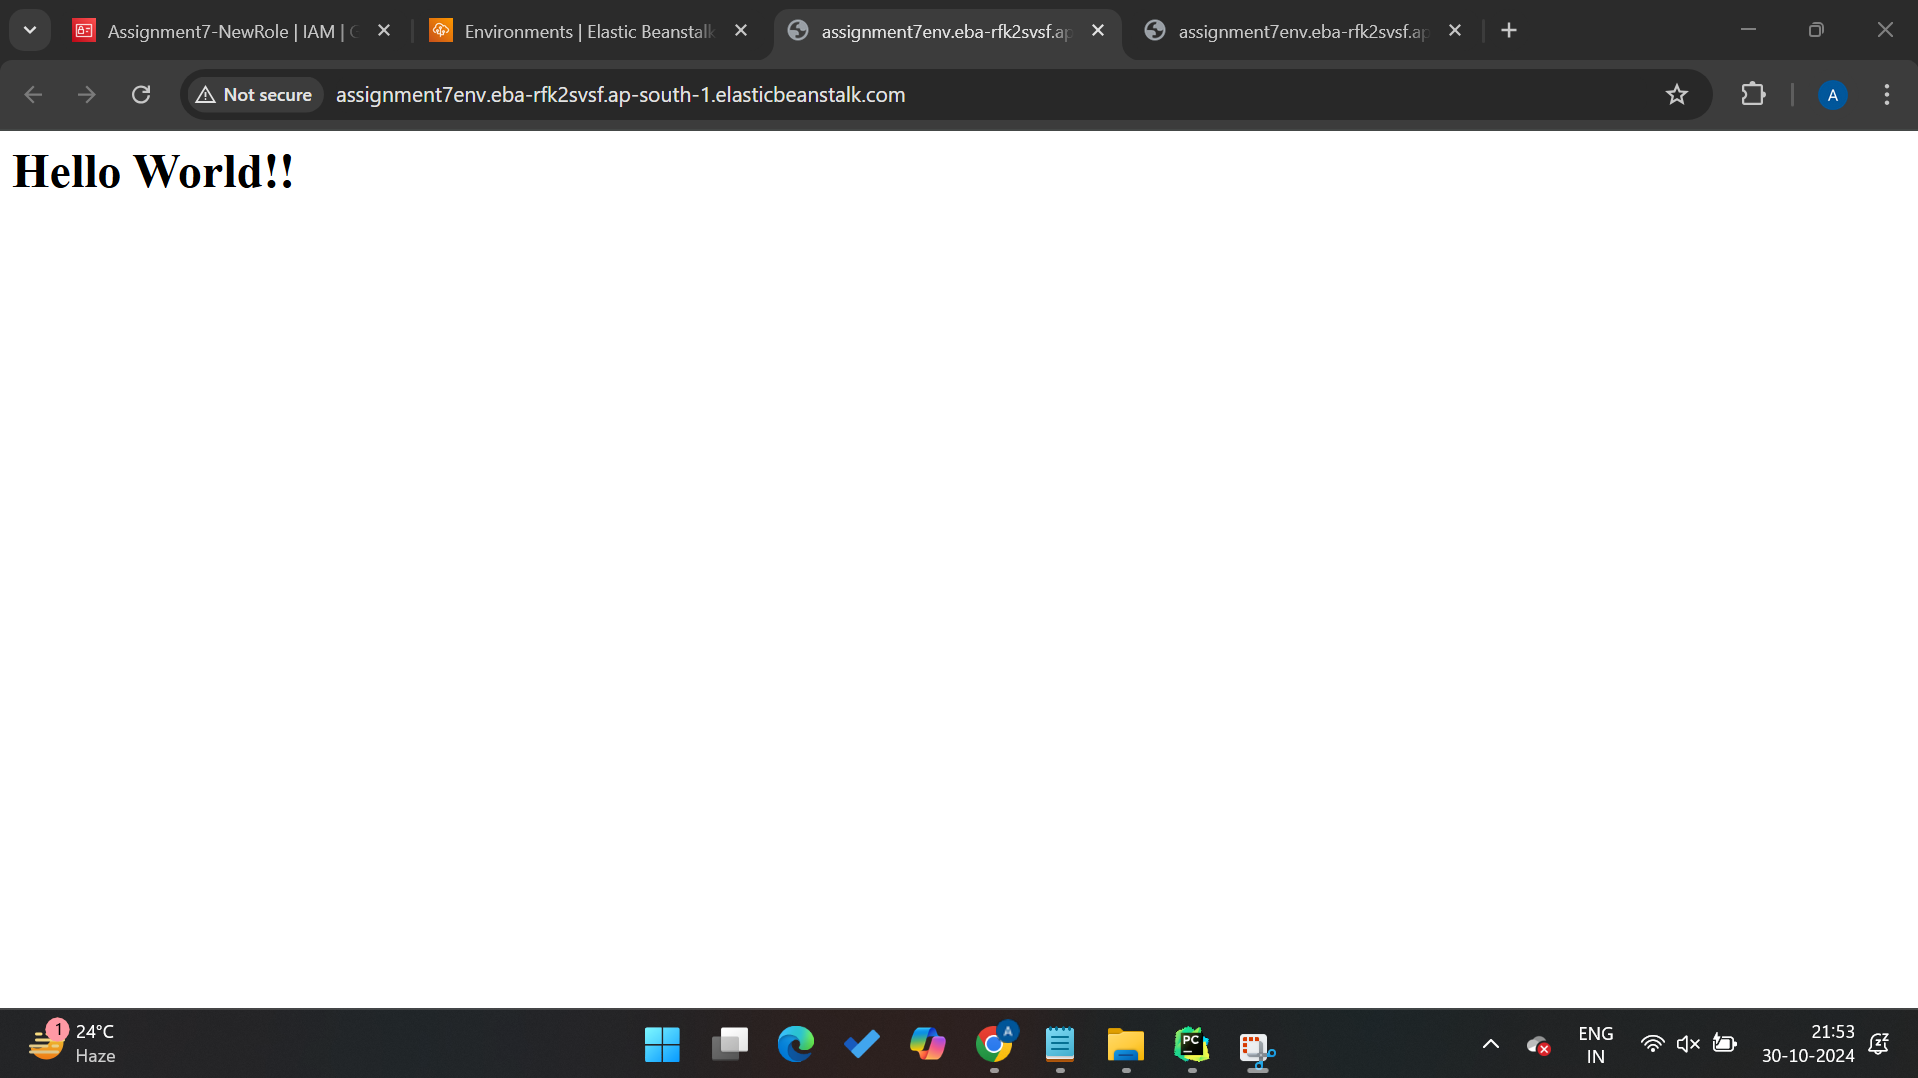 Assignment7-NewRole | IAM | G
Environments | Elastic Beanstalk
assignment7env.eba-rfk2svsf.ap
assignment7env.eba-rfk2svsf.ap
Not secure
assignment7env.eba-rfk2svsf.ap-south-1.elasticbeanstalk.com
A
Hello World!!
1
24°C
Haze
A
PC
ENG
IN
21:53
30-10-2024